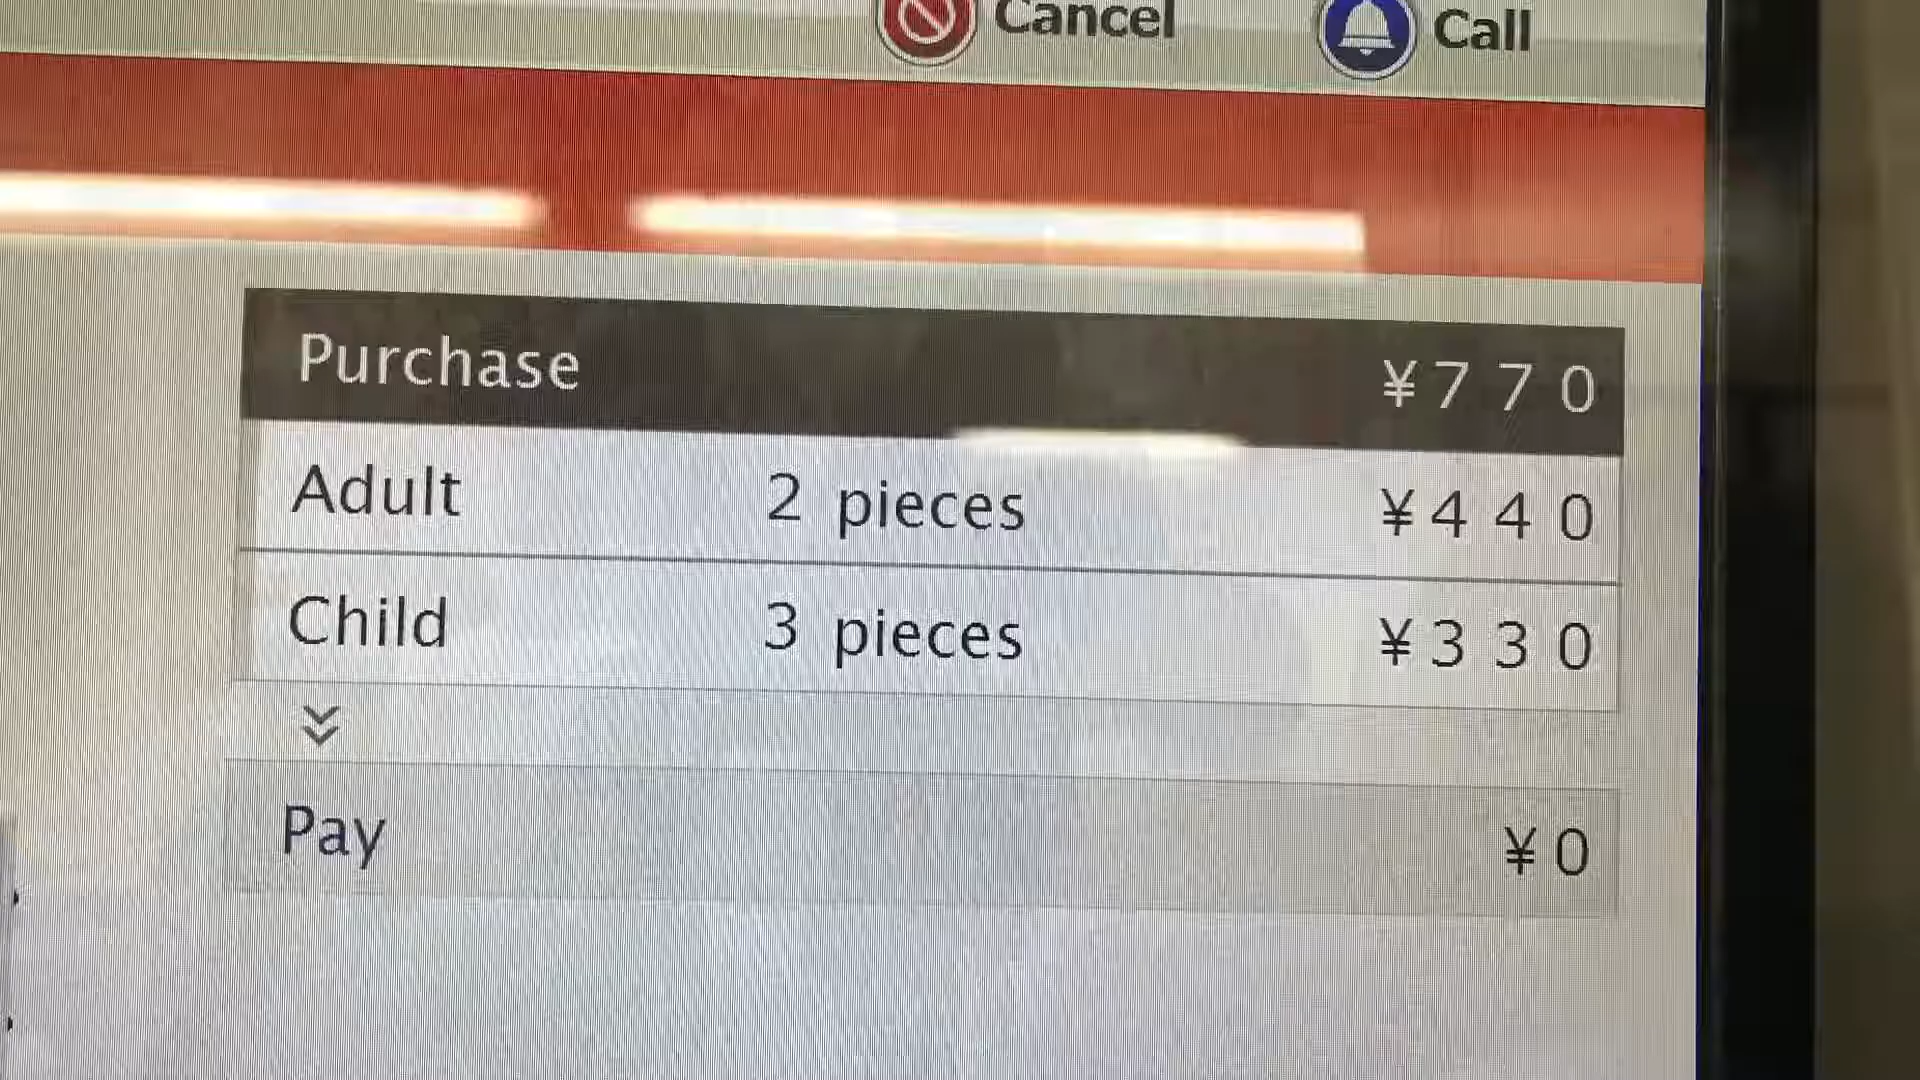 Cancel Call
Purchase ¥770
Adult 2 pieces ¥440
Child 3 pieces ¥330
Pay ¥0